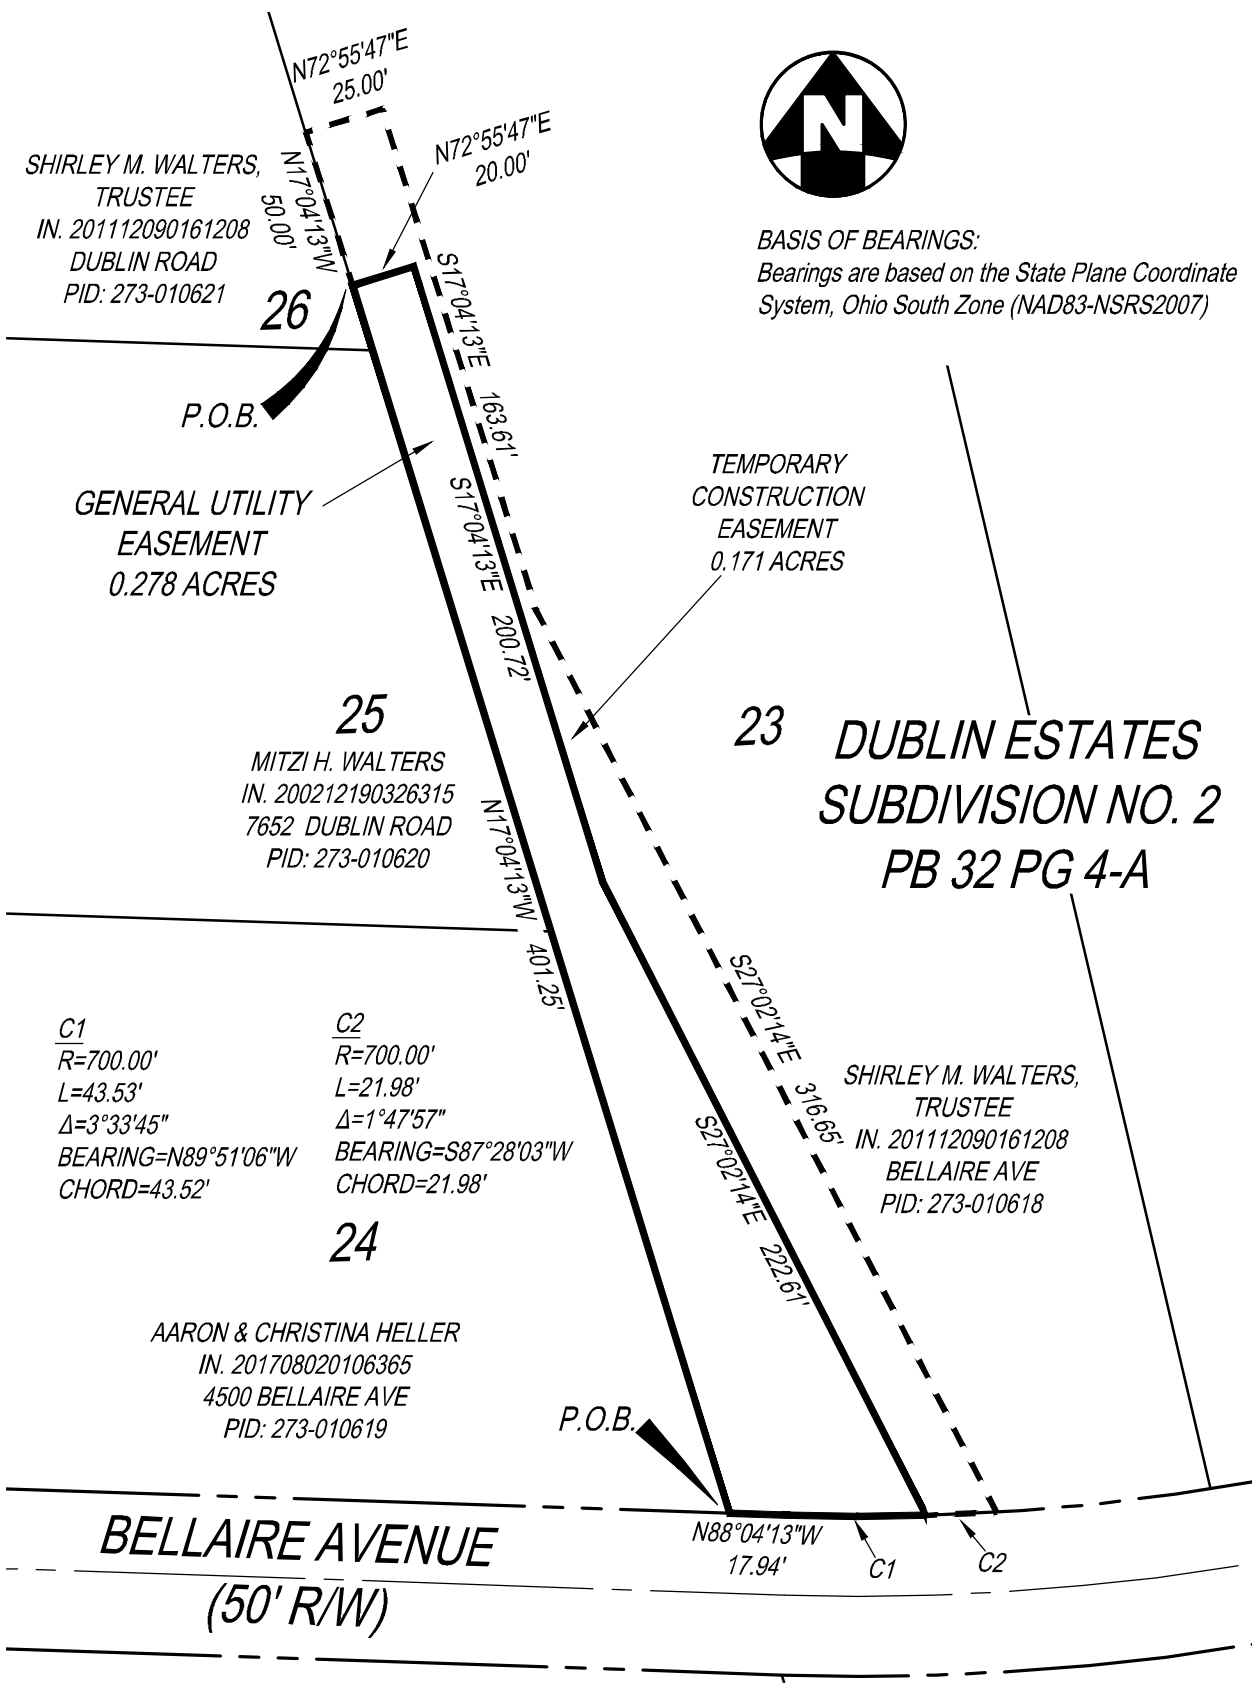 N72°55'47"E
25.00'
N72°55'47"E
20.00'
N
BASIS OF BEARINGS:
Bearings are based on the State Plane Coordinate
System, Ohio South Zone (NAD83-NSRS2007)
SHIRLEY M. WALTERS,
TRUSTEE
IN. 201112090161208
DUBLIN ROAD
PID: 273-010621
N17°04'13"W
50.00'
26
P.O.B.
S17°04'13"E 163.61'
GENERAL UTILITY
EASEMENT
0.278 ACRES
S17°04'13"E 200.72'
TEMPORARY
CONSTRUCTION
EASEMENT
0.171 ACRES
25
MITZI H. WALTERS
IN. 200212190326315
7652 DUBLIN ROAD
PID: 273-010620
N17°04'13"W 401.25'
23
DUBLIN ESTATES
SUBDIVISION NO. 2
PB 32 PG 4-A
S27°02'14"E 316.65'
S27°02'14"E 222.61'
C1
R=700.00'
L=43.53'
Δ=3°33'45"
BEARING=N89°51'06"W
CHORD=43.52'
C2
R=700.00'
L=21.98'
Δ=1°47'57"
BEARING=S87°28'03"W
CHORD=21.98'
SHIRLEY M. WALTERS,
TRUSTEE
IN. 201112090161208
BELLAIRE AVE
PID: 273-010618
24
AARON & CHRISTINA HELLER
IN. 201708020106365
4500 BELLAIRE AVE
PID: 273-010619
P.O.B.
N88°04'13"W
17.94'
C1
C2
BELLAIRE AVENUE
(50' R/W)